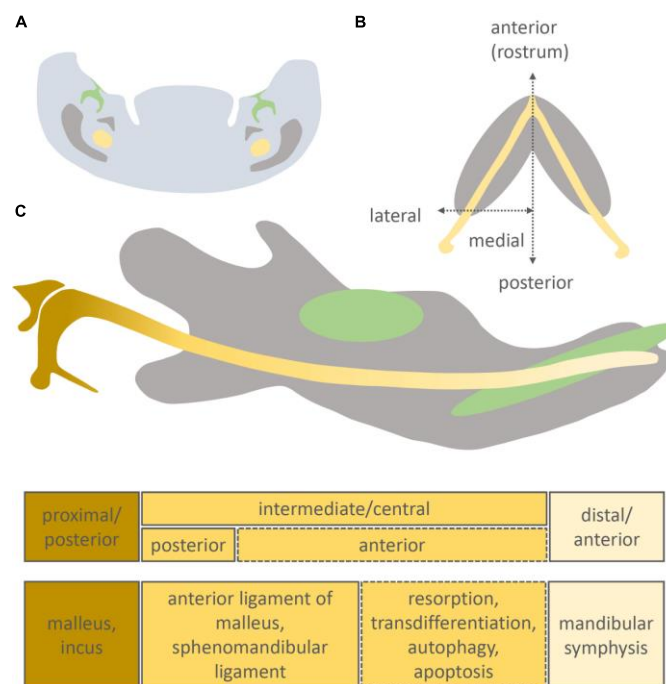 A
B
anterior
(rostrum)
lateral
medial
posterior
C
proximal/
posterior
intermediate/central
posterior
anterior
distal/
anterior
malleus,
incus
anterior ligament of
malleus,
sphenomandibular
ligament
resorption,
transdifferentiation,
autophagy,
apoptosis
mandibular
symphysis